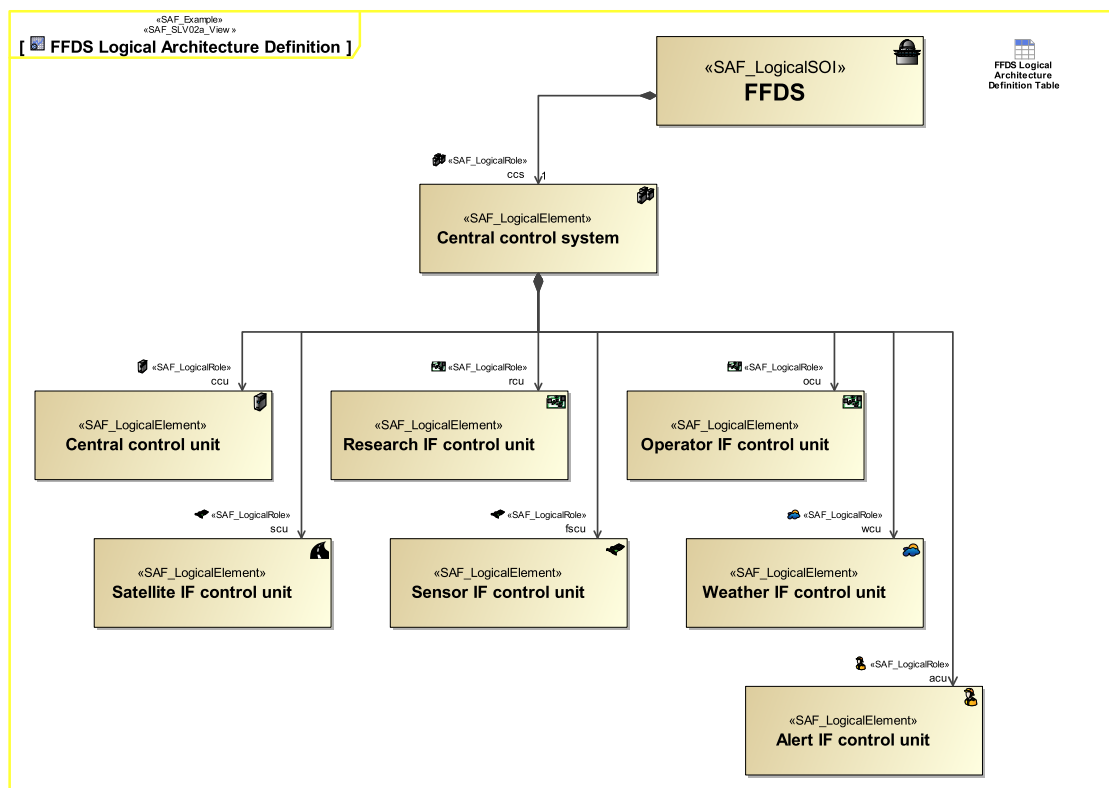 «SAF_Example»
«SAF_SLV02a_View »
[ FFDS Logical Architecture Definition ]
«SAF_LogicalSOI»
FFDS
FFDS Logical
Architecture
Definition Table
«SAF_LogicalRole»
ccs
1
«SAF_LogicalElement»
Central control system
«SAF_LogicalRole»
ccu
«SAF_LogicalRole»
rcu
«SAF_LogicalRole»
ocu
«SAF_LogicalElement»
Central control unit
«SAF_LogicalElement»
Research IF control unit
«SAF_LogicalElement»
Operator IF control unit
«SAF_LogicalRole»
scu
«SAF_LogicalRole»
fscu
«SAF_LogicalRole»
wcu
«SAF_LogicalElement»
Satellite IF control unit
«SAF_LogicalElement»
Sensor IF control unit
«SAF_LogicalElement»
Weather IF control unit
«SAF_LogicalRole»
acu
«SAF_LogicalElement»
Alert IF control unit